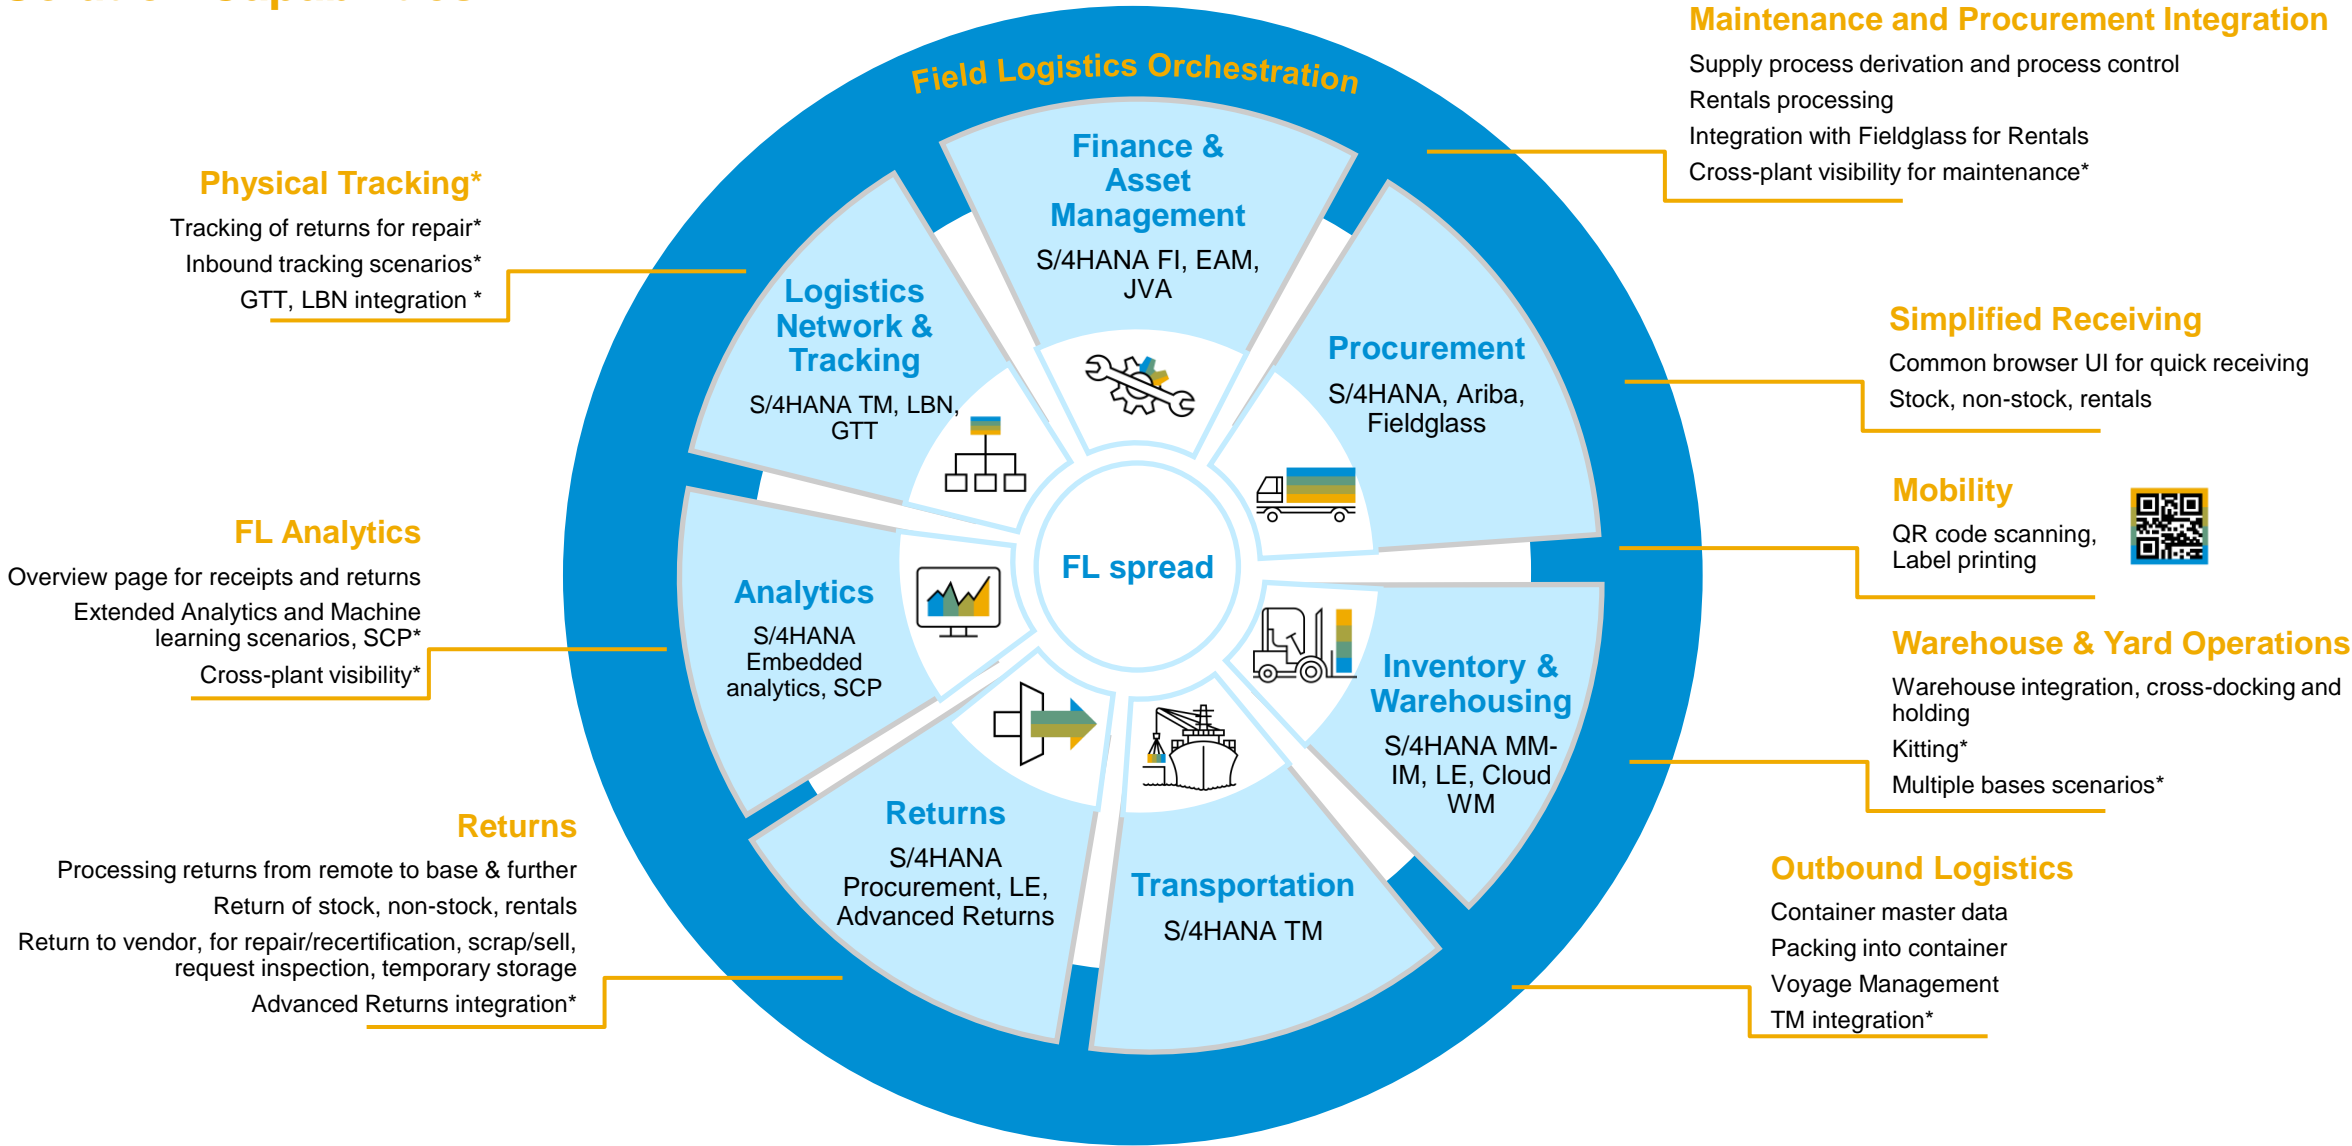 Field Logistics Orchestration
Maintenance and Procurement Integration
Supply process derivation and process control
Rentals processing
Integration with Fieldglass for Rentals
Cross-plant visibility for maintenance*
Physical Tracking*
Tracking of returns for repair*
Inbound tracking scenarios*
GTT, LBN integration *
Finance &
Asset
Management
S/4HANA FI, EAM,
JVA
Logistics
Network &
Tracking
S/4HANA TM, LBN,
GTT
Procurement
S/4HANA, Ariba,
Fieldglass
Simplified Receiving
Common browser UI for quick receiving
Stock, non-stock, rentals
Mobility
QR code scanning,
Label printing
FL Analytics
Overview page for receipts and returns
Extended Analytics and Machine
learning scenarios, SCP*
Cross-plant visibility*
Analytics
S/4HANA
Embedded
analytics, SCP
FL spread
Inventory &
Warehousing
S/4HANA MM-
IM, LE, Cloud
WM
Warehouse & Yard Operations
Warehouse integration, cross-docking and
holding
Kitting*
Multiple bases scenarios*
Returns
Processing returns from remote to base & further
Return of stock, non-stock, rentals
Return to vendor, for repair/recertification, scrap/sell,
request inspection, temporary storage
Advanced Returns integration*
Returns
S/4HANA
Procurement, LE,
Advanced Returns
Transportation
S/4HANA TM
Outbound Logistics
Container master data
Packing into container
Voyage Management
TM integration*